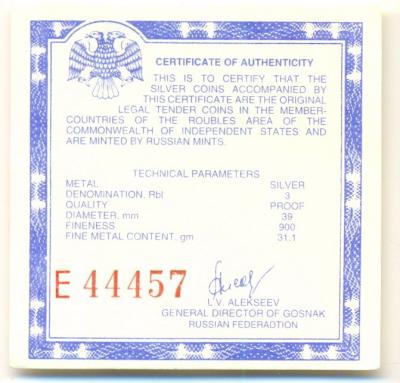 CERTIFICATE OF AUTHENTICITY
THIS IS TO CERTIFY THAT THE
SILVER COINS ACCOMPANIED BY
THIS CERTIFICATE ARE THE ORIGINAL
LEGAL TENDER COINS IN THE MEMBER-
COUNTRIES OF THE ROUBLES AREA OF THE
COMMONWEALTH OF INDEPENDENT STATES AND
ARE MINTED BY RUSSIAN MINTS.
TECHNICAL PARAMETERS
METAL SILVER
DENOMINATION, Rbl 3
QUALITY PROOF
DIAMETER, mm 39
FINENESS 900
FINE METAL CONTENT, gm 31.1
E 44457
L.V. ALEKSEEV
GENERAL DIRECTOR OF GOSNAK
RUSSIAN FEDERADTION